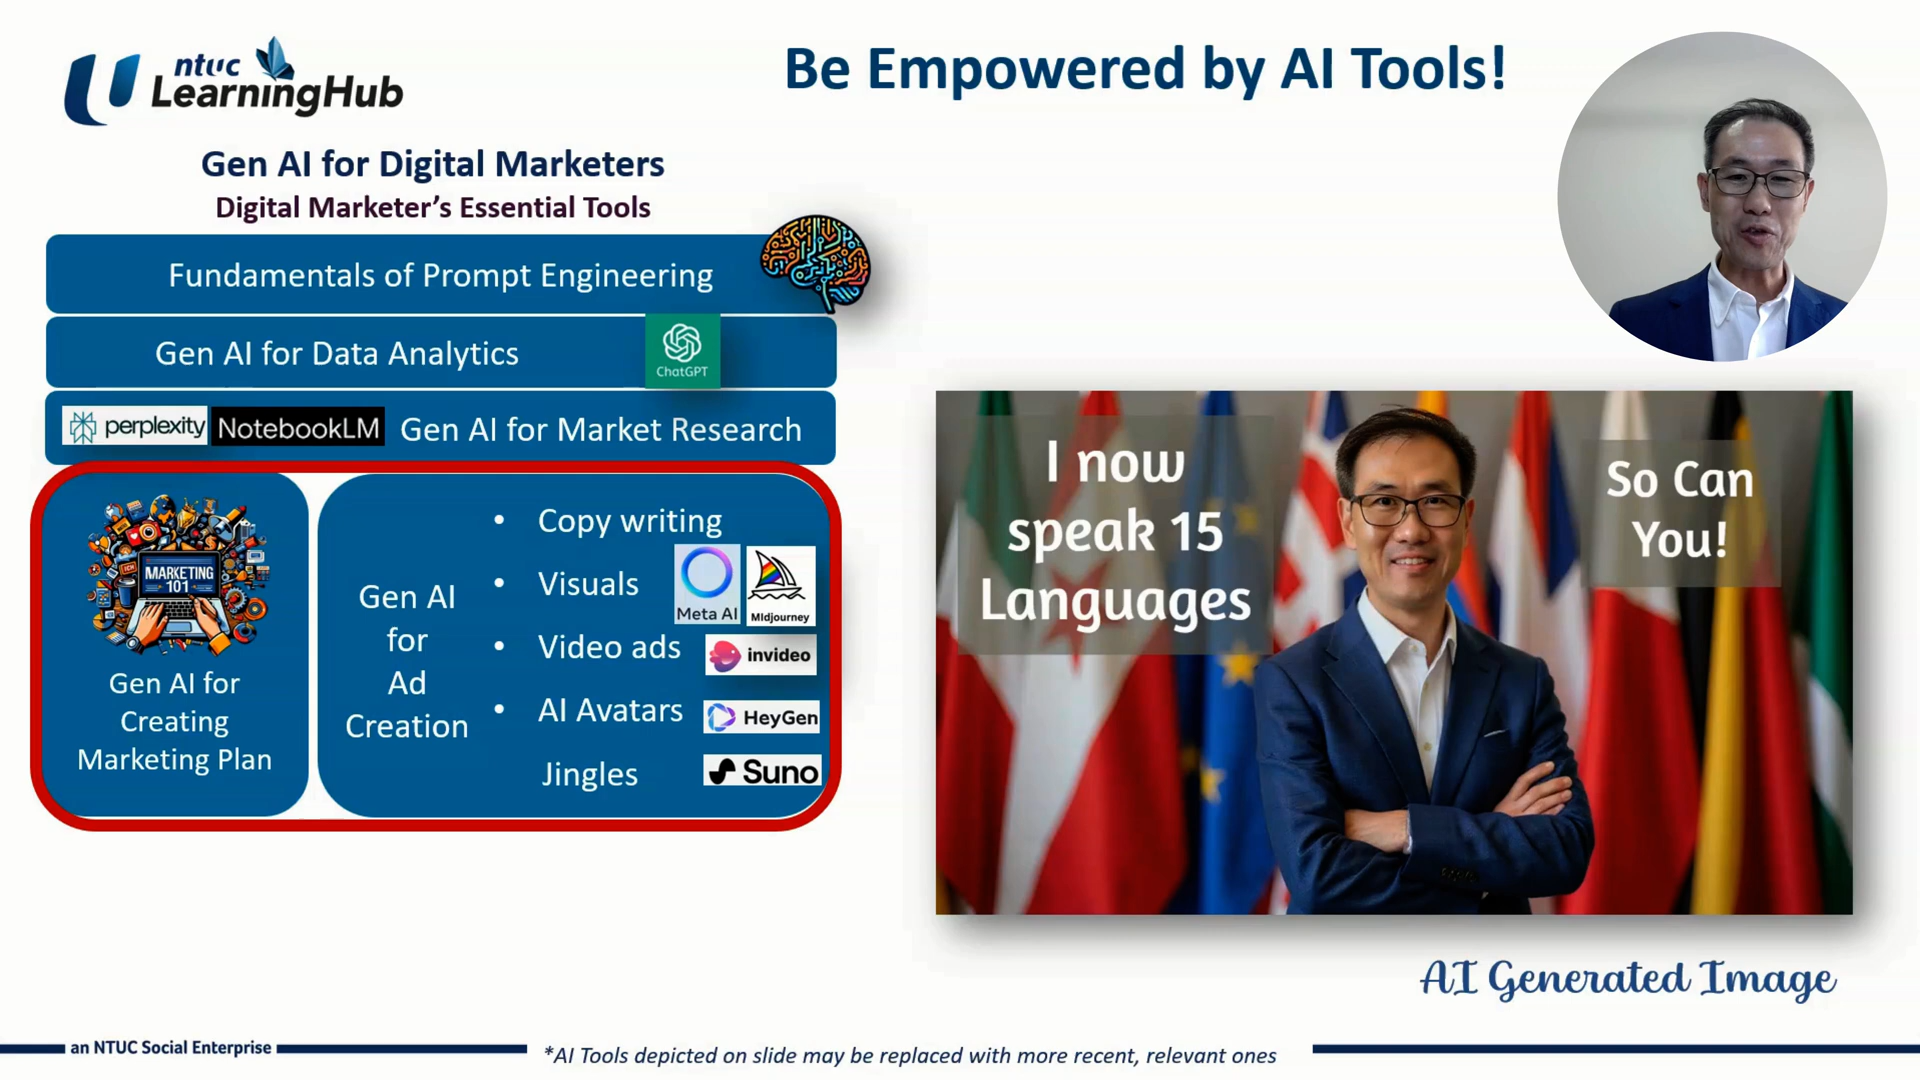 ntuc
LearningHub
Be Empowered by AI Tools!
Gen AI for Digital Marketers
Digital Marketer's Essential Tools
Fundamentals of Prompt Engineering
Gen AI for Data Analytics
ChatGPT
perplexity
NotebookLM
Gen AI for Market Research
MARKETING
101
Gen AI for
Creating
Marketing Plan
Gen AI
for
Ad
Creation
• Copy writing
• Visuals
Meta AI
MIdjourney
• Video ads
invideo
• AI Avatars
HeyGen
Jingles
Suno
I now
speak 15
Languages
So Can
You!
AI Generated Image
an NTUC Social Enterprise
*AI Tools depicted on slide may be replaced with more recent, relevant ones